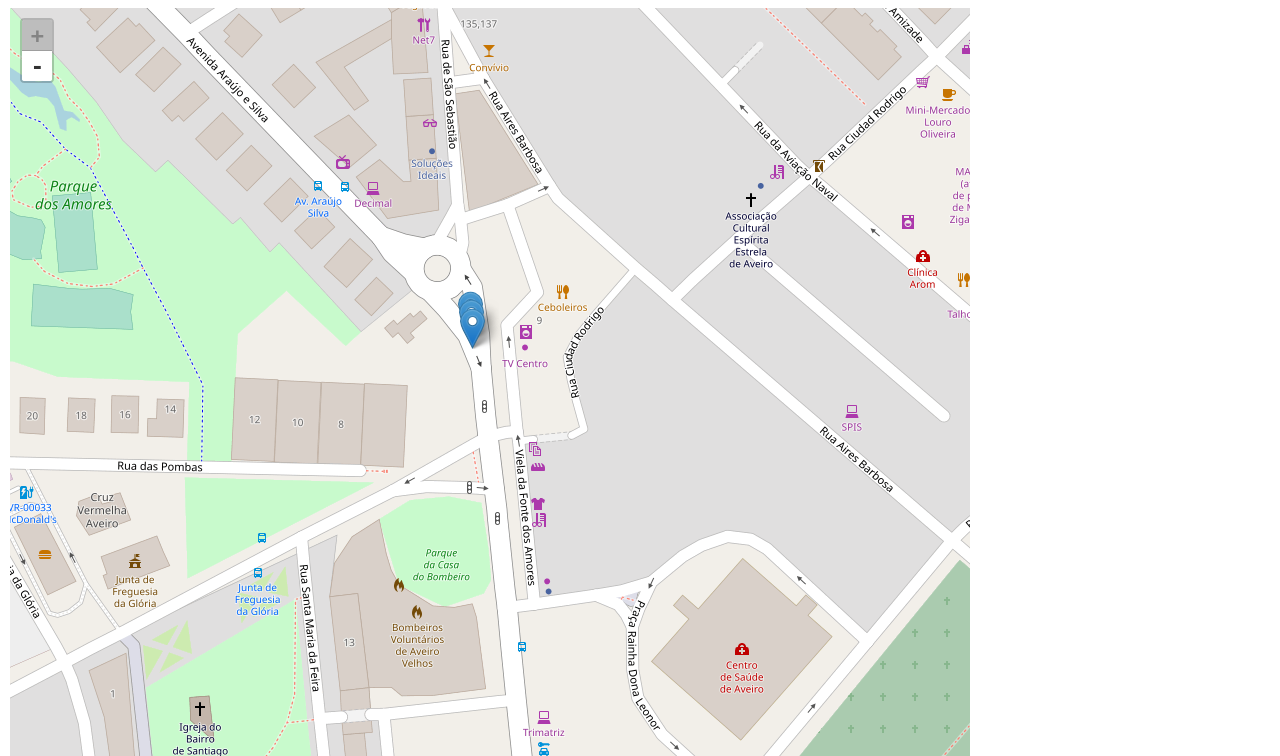 +
-
Avenida Araújo e Silva
Net7
135,137
Convívio
Rua de São Sebastião
Rua Aires Barbosa
Amizade
Mini-Mercado
Louro
Oliveira
Rua Ciudad Rodrigo
Rua da Aviação Naval
Soluções
Ideais
Decimal
Av. Araújo
Silva
Parque
dos Amores
Associação
Cultural
Espírita
Estrela
de Aveiro
Clínica
Arom
Ceboleiros
9
TV Centro
Rua Ciudad Rodrigo
20
18
16
14
12
10
8
SPIS
Rua Aires Barbosa
Rua das Pombas
Viela da Fonte dos Amores
Cruz
Vermelha
Aveiro
VR-00033
McDonald's
Junta de
Freguesia
da Glória
Junta de
Freguesia
da Glória
Parque
da Casa
do Bombeiro
Rua Santa Maria da Feira
Bombeiros
Voluntários
de Aveiro
Velhos
13
1
Praça Rainha Dona Leonor
Centro
de Saúde
de Aveiro
Trimatriz
Igreja do
Bairro
de Santiago